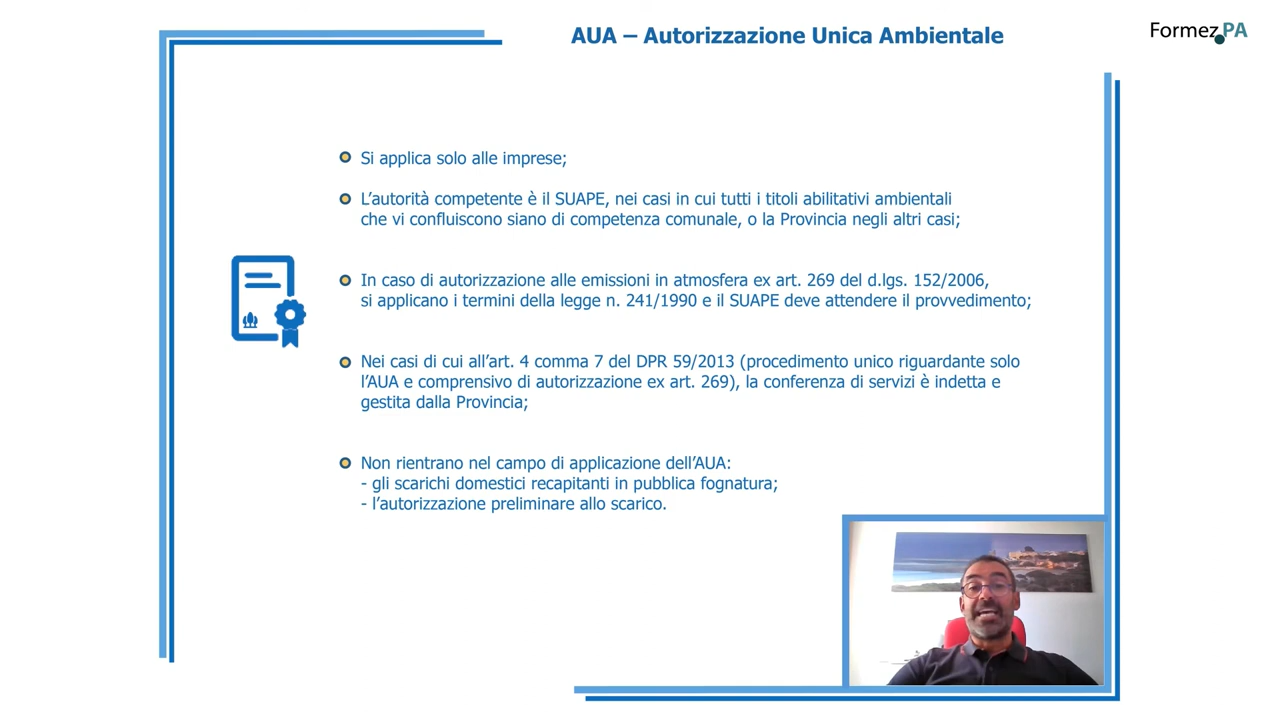 AUA – Autorizzazione Unica Ambientale
Formez PA
Si applica solo alle imprese;
L'autorità competente è il SUAPE, nei casi in cui tutti i titoli abilitativi ambientali
che vi confluiscono siano di competenza comunale, o la Provincia negli altri casi;
In caso di autorizzazione alle emissioni in atmosfera ex art. 269 del d.lgs. 152/2006,
si applicano i termini della legge n. 241/1990 e il SUAPE deve attendere il provvedimento;
Nei casi di cui all'art. 4 comma 7 del DPR 59/2013 (procedimento unico riguardante solo
l'AUA e comprensivo di autorizzazione ex art. 269), la conferenza di servizi è indetta e
gestita dalla Provincia;
Non rientrano nel campo di applicazione dell'AUA:
- gli scarichi domestici recapitanti in pubblica fognatura;
- l'autorizzazione preliminare allo scarico.